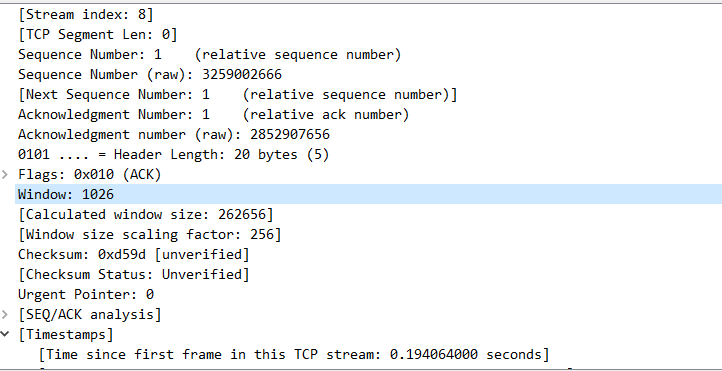 [Stream index: 8]
[TCP Segment Len: 0]
Sequence Number: 1    (relative sequence number)
Sequence Number (raw): 3259002666
[Next Sequence Number: 1    (relative sequence number)]
Acknowledgment Number: 1    (relative ack number)
Acknowledgment number (raw): 2852907656
0101 .... = Header Length: 20 bytes (5)
Flags: 0x010 (ACK)
Window: 1026
[Calculated window size: 262656]
[Window size scaling factor: 256]
Checksum: 0xd59d [unverified]
[Checksum Status: Unverified]
Urgent Pointer: 0
[SEQ/ACK analysis]
[Timestamps]
[Time since first frame in this TCP stream: 0.194064000 seconds]